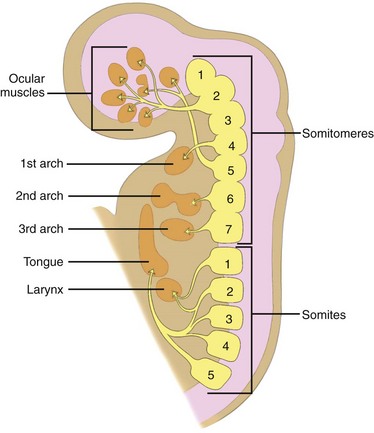 Ocular
muscles
1
2
3
4
5
6
7
Somitomeres
1st arch
2nd arch
3rd arch
Tongue
Larynx
1
2
3
4
5
Somites